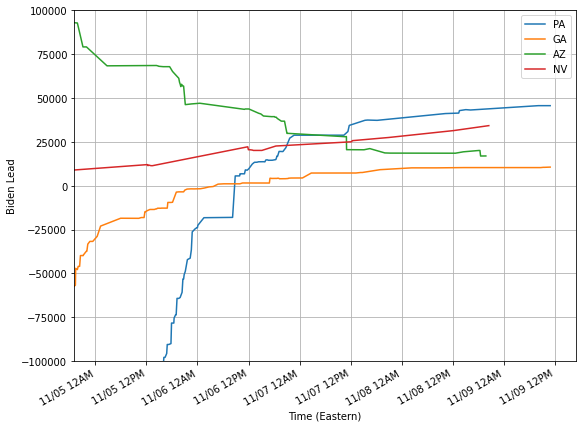 100000
75000
50000
25000
0
−25000
−50000
−75000
−100000
Biden Lead
PA
GA
AZ
NV
11/05 12AM
11/05 12PM
11/06 12AM
11/06 12PM
11/07 12AM
11/07 12PM
11/08 12AM
11/08 12PM
11/09 12AM
11/09 12PM
Time (Eastern)